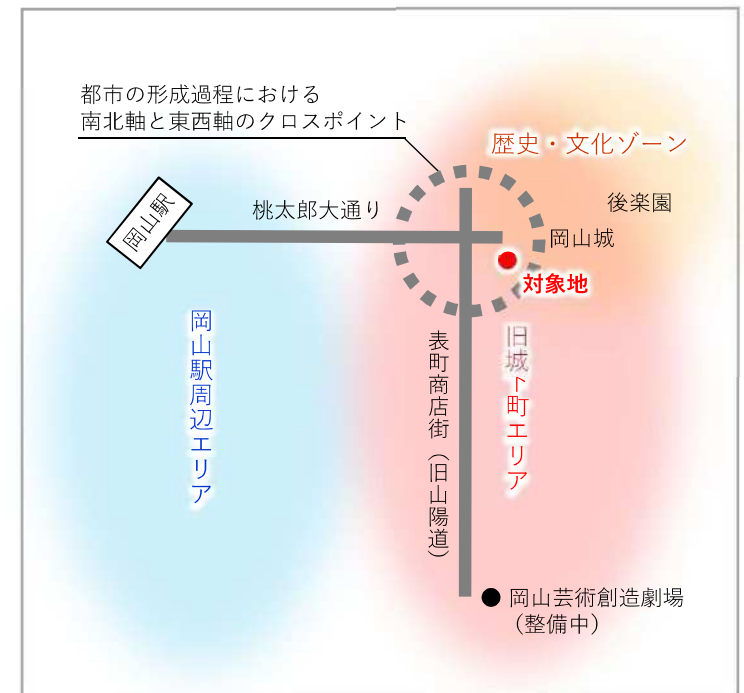 都市の形成過程における
南北軸と東西軸のクロスポイント
歴史・文化ゾーン
後楽園
岡山駅
桃太郎大通り
岡山城
対象地
岡山駅周辺エリア
表町商店街（旧山陽道）
旧城下町エリア
岡山芸術創造劇場
（整備中）